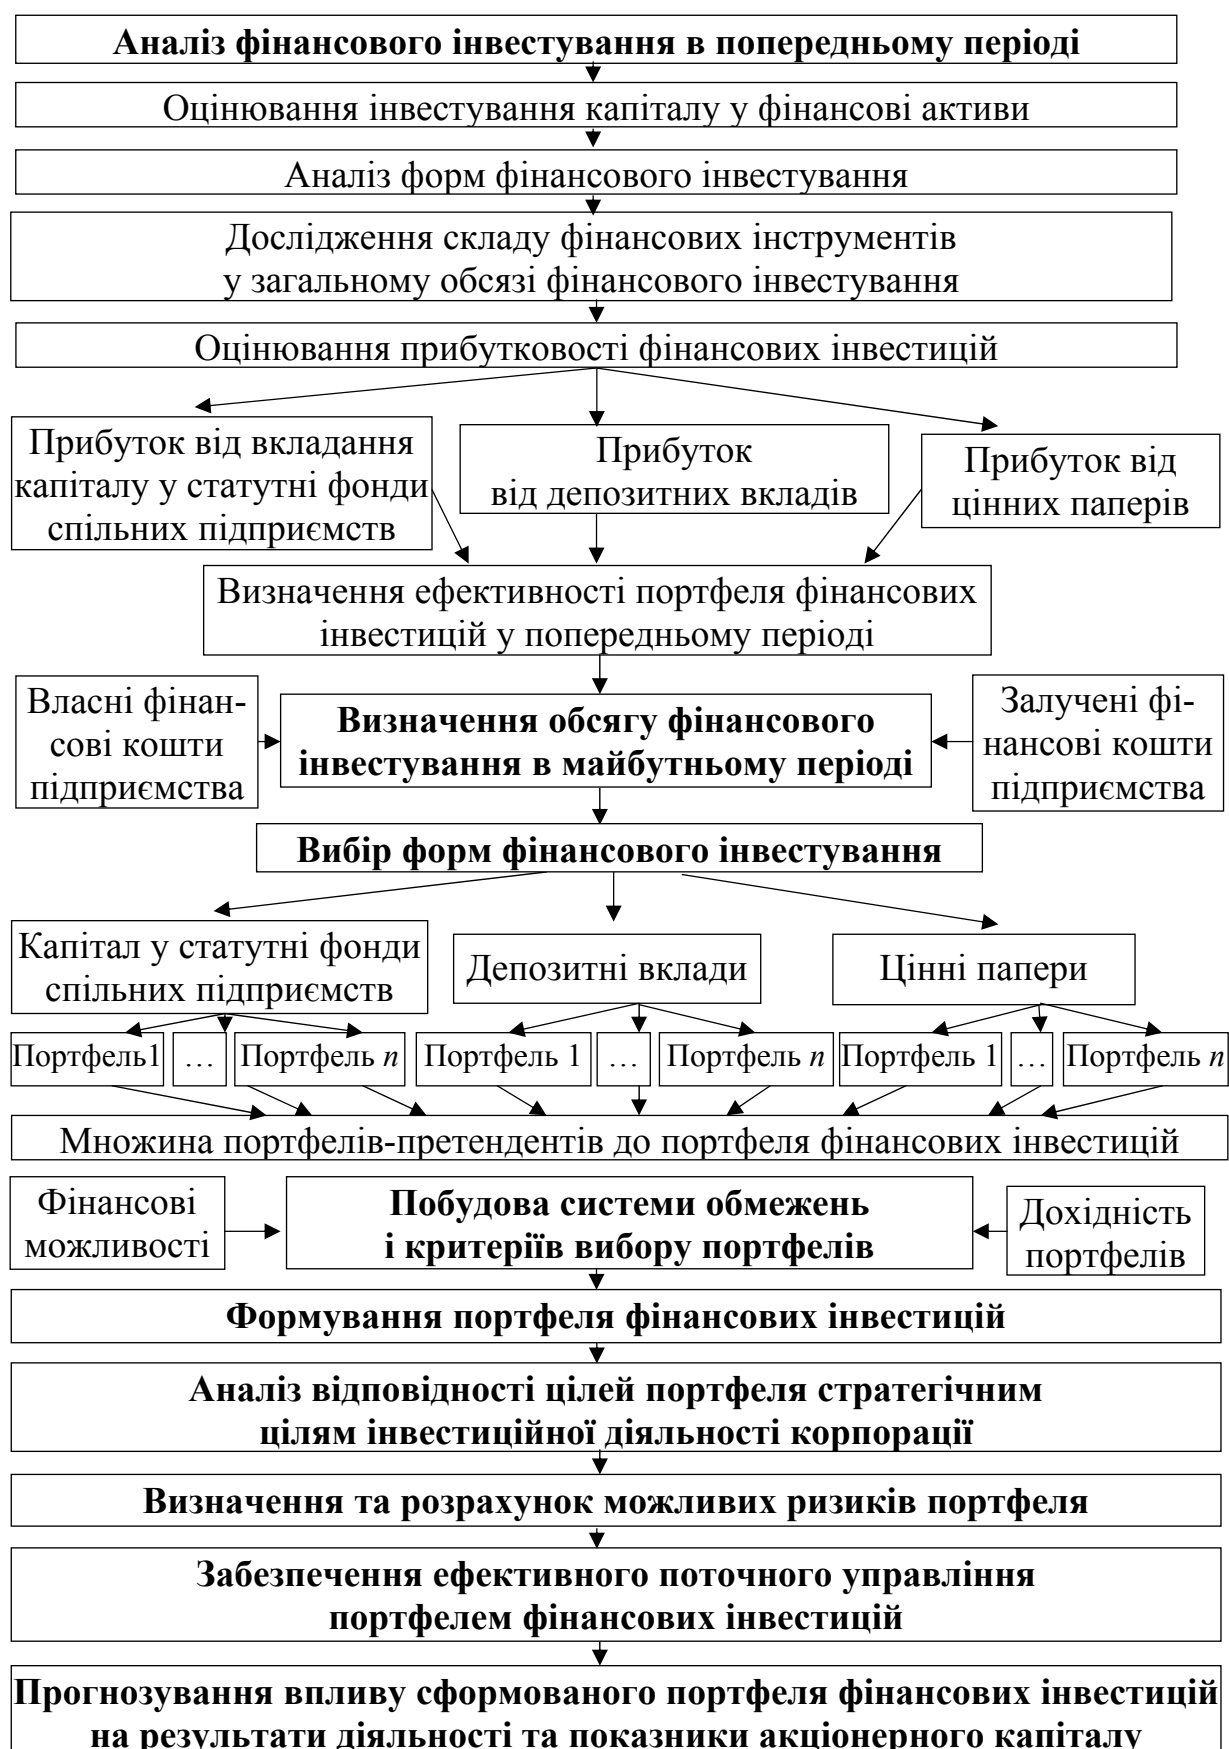 Аналіз фінансового інвестування в попередньому періоді
Оцінювання інвестування капіталу у фінансові активи
Аналіз форм фінансового інвестування
Дослідження складу фінансових інструментів
у загальному обсязі фінансового інвестування
Оцінювання прибутковості фінансових інвестицій
Прибуток від вкладання
капіталу у статутні фонди
спільних підприємств
Прибуток
від депозитних вкладів
Прибуток від
цінних паперів
Визначення ефективності портфеля фінансових
інвестицій у попередньому періоді
Власні фінан-
сові кошти
підприємства
Визначення обсягу фінансового
інвестування в майбутньому періоді
Залучені фі-
нансові кошти
підприємства
Вибір форм фінансового інвестування
Капітал у статутні фонди
спільних підприємств
Депозитні вклади
Цінні папери
Портфель1
…
Портфель n
Портфель 1
…
Портфель n
Портфель 1
…
Портфель n
Множина портфелів-претендентів до портфеля фінансових інвестицій
Фінансові
можливості
Побудова системи обмежень
і критеріїв вибору портфелів
Дохідність
портфелів
Формування портфеля фінансових інвестицій
Аналіз відповідності цілей портфеля стратегічним
цілям інвестиційної діяльності корпорації
Визначення та розрахунок можливих ризиків портфеля
Забезпечення ефективного поточного управління
портфелем фінансових інвестицій
Прогнозування впливу сформованого портфеля фінансових інвестицій
на результати діяльності та показники акціонерного капіталу